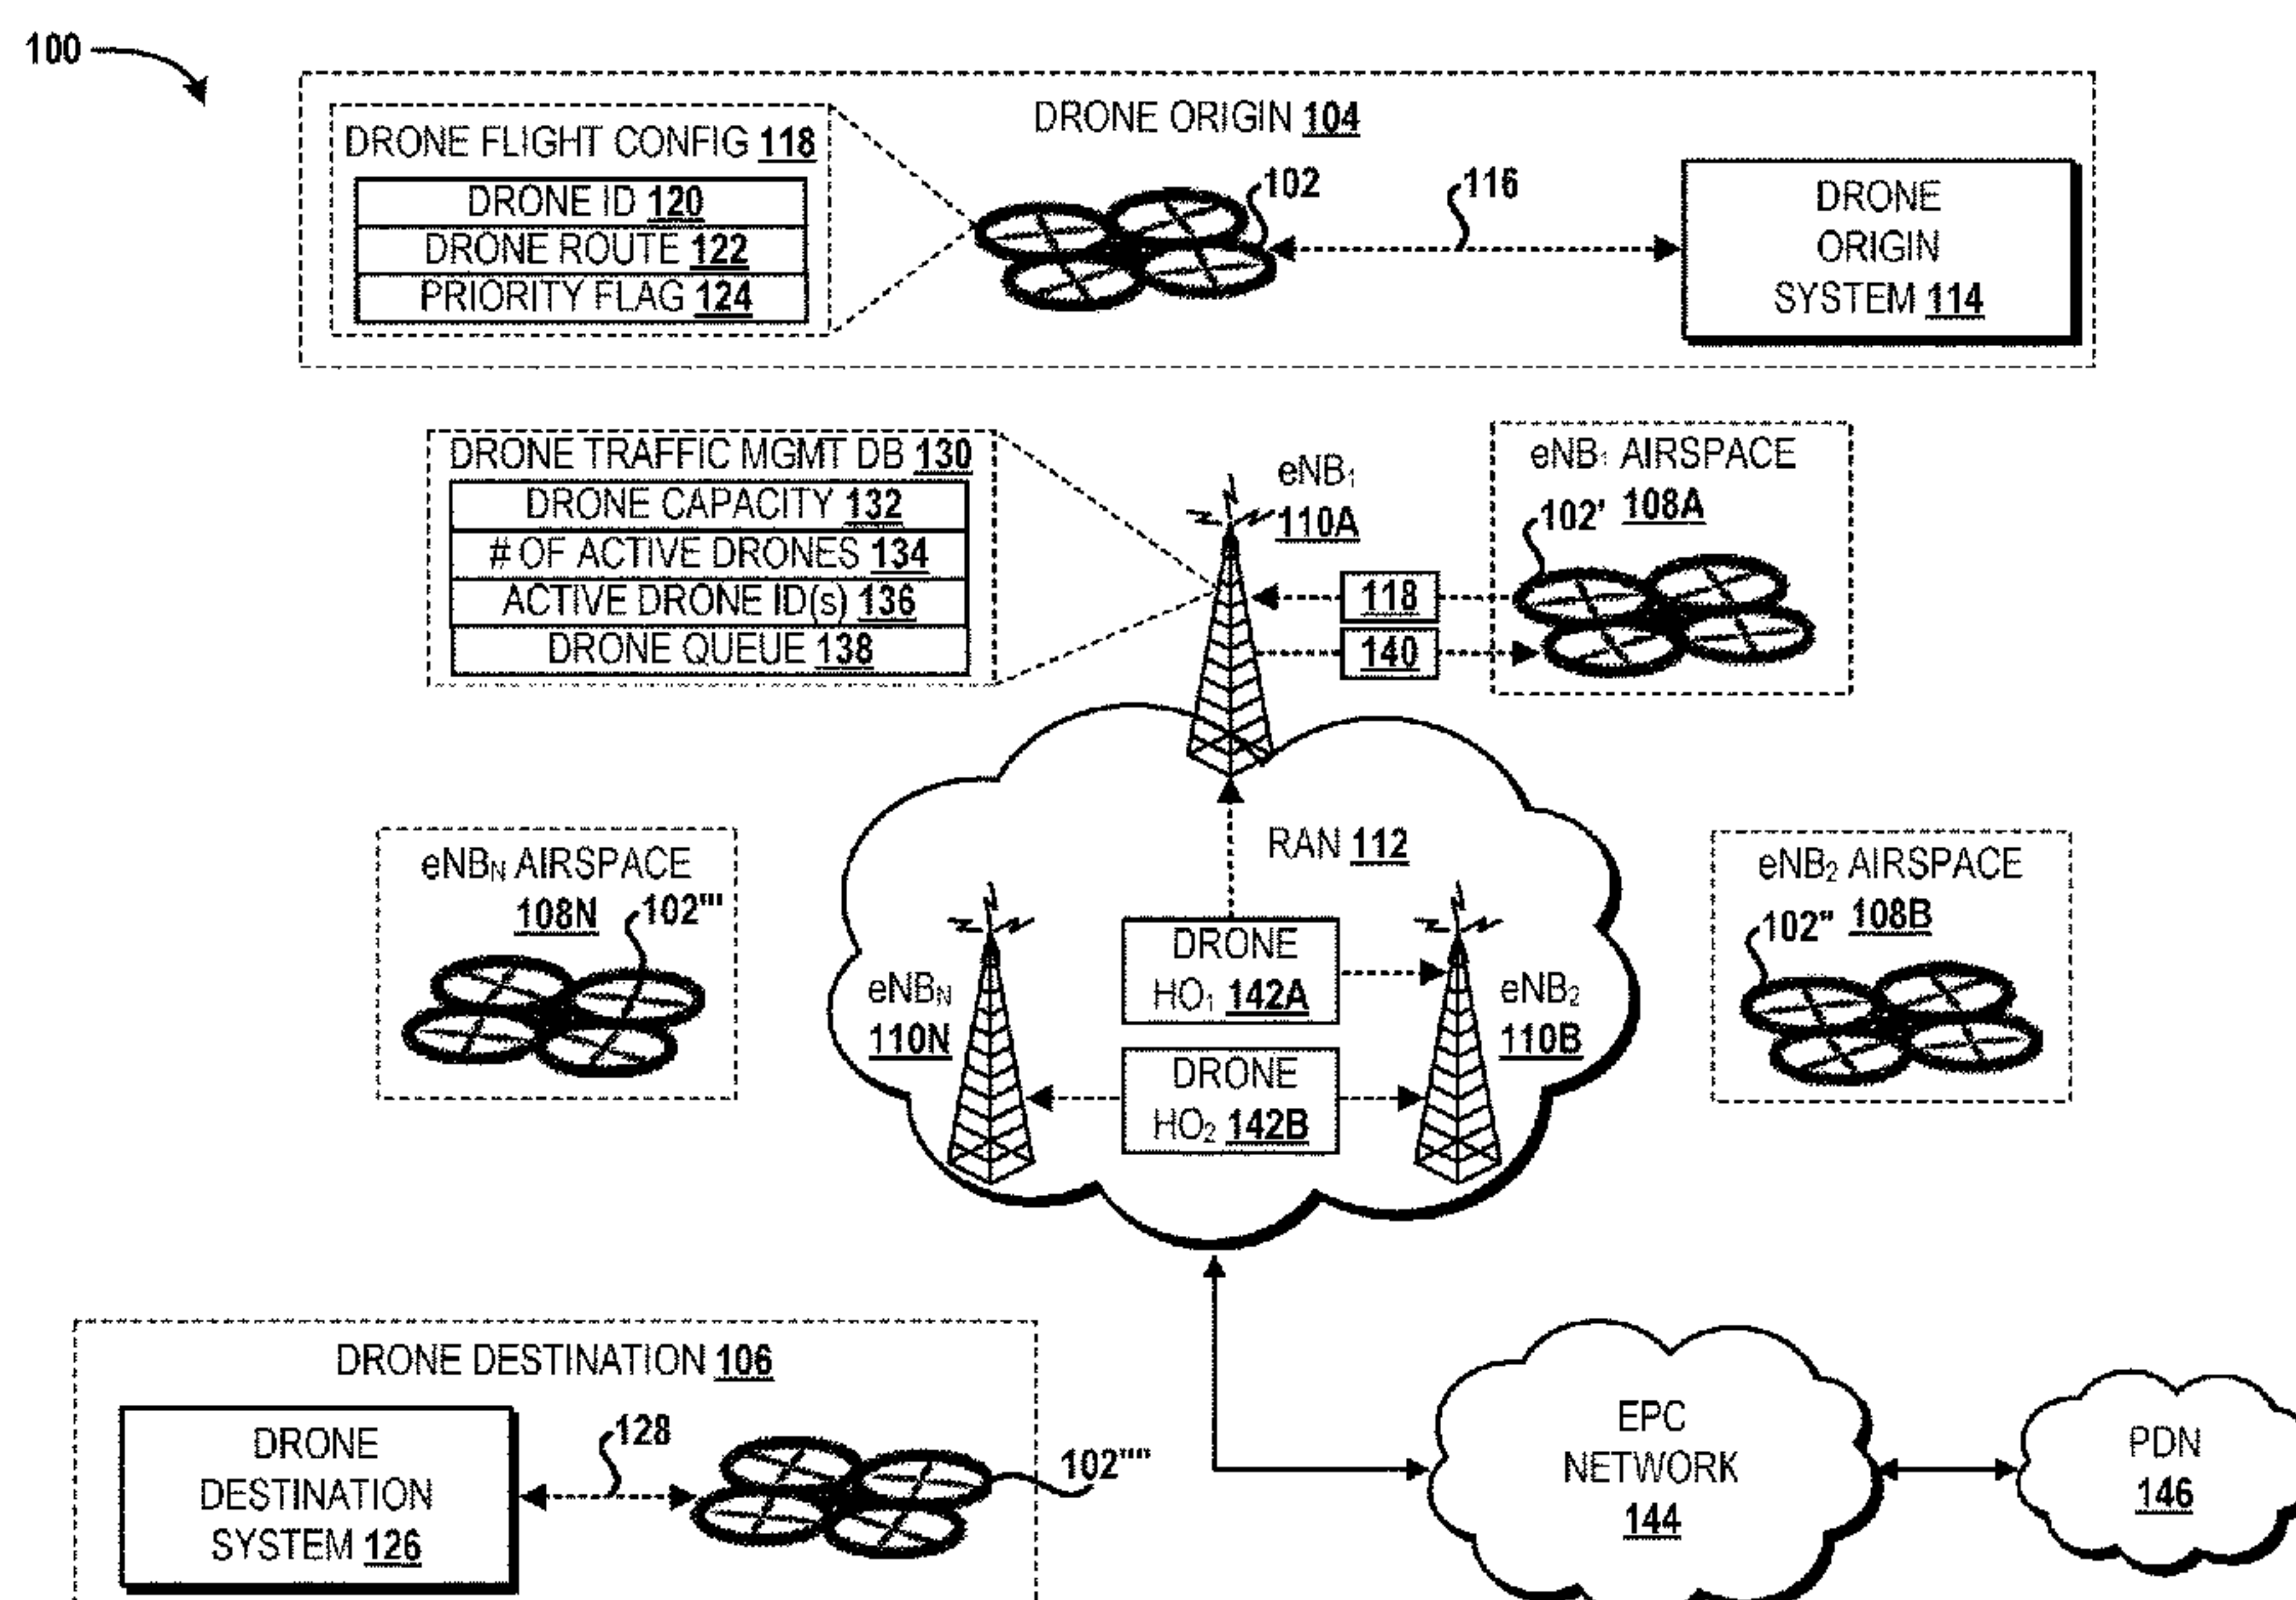 100
DRONE ORIGIN 104
DRONE FLIGHT CONFIG 118
DRONE ID 120
DRONE ROUTE 122
PRIORITY FLAG 124
102
116
DRONE
ORIGIN
SYSTEM 114
DRONE TRAFFIC MGMT DB 130
DRONE CAPACITY 132
# OF ACTIVE DRONES 134
ACTIVE DRONE ID(s) 136
DRONE QUEUE 138
eNB₁
110A
118
140
eNB₁ AIRSPACE
108A
102'
RAN 112
eNBN AIRSPACE
108N
102'''
eNBN
110N
DRONE
HO₁ 142A
DRONE
HO₂ 142B
eNB₂
110B
eNB₂ AIRSPACE
108B
102''
DRONE DESTINATION 106
DRONE
DESTINATION
SYSTEM 126
128
102''''
EPC
NETWORK
144
PDN
146